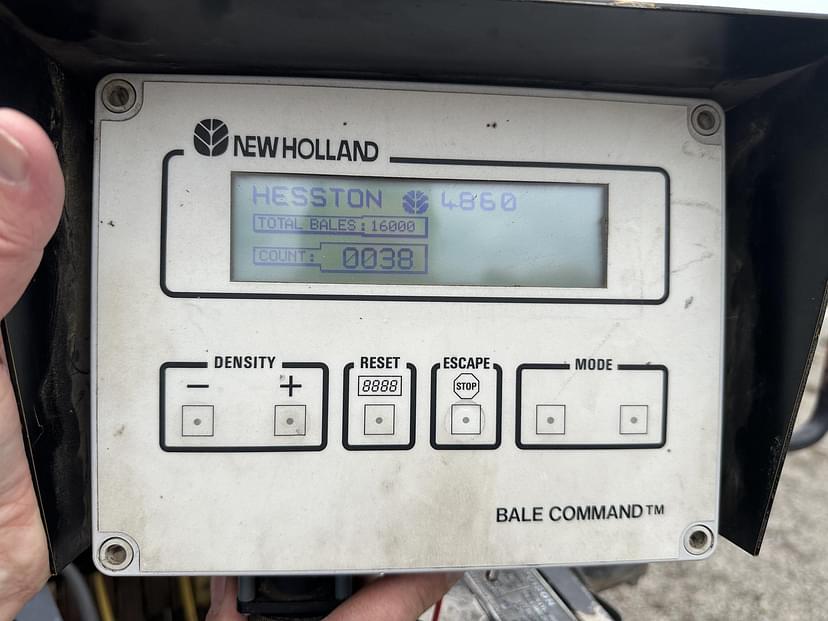 NEW HOLLAND
HESSTON 4860
TOTAL BALES: 16000
COUNT: 0038
DENSITY
RESET
ESCAPE
MODE
- +
8888
STOP
BALE COMMAND™